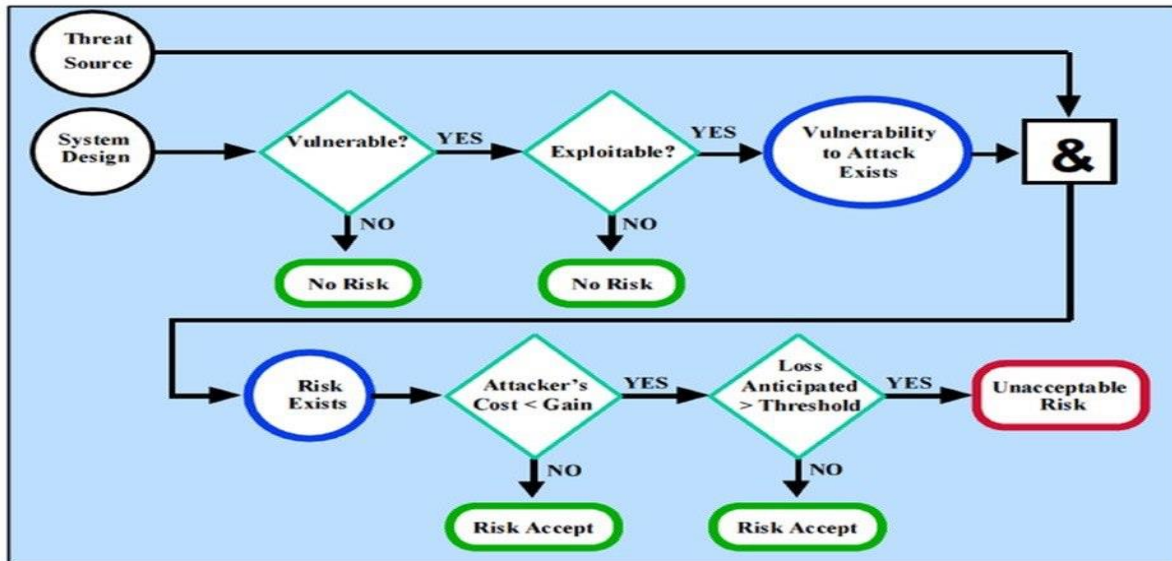 Threat
Source
System
Design
Vulnerable?
YES
Exploitable?
YES
Vulnerability
to Attack
Exists
&
NO
No Risk
NO
No Risk
Risk
Exists
Attacker's
Cost < Gain
YES
Loss
Anticipated
> Threshold
YES
Unacceptable
Risk
NO
Risk Accept
NO
Risk Accept